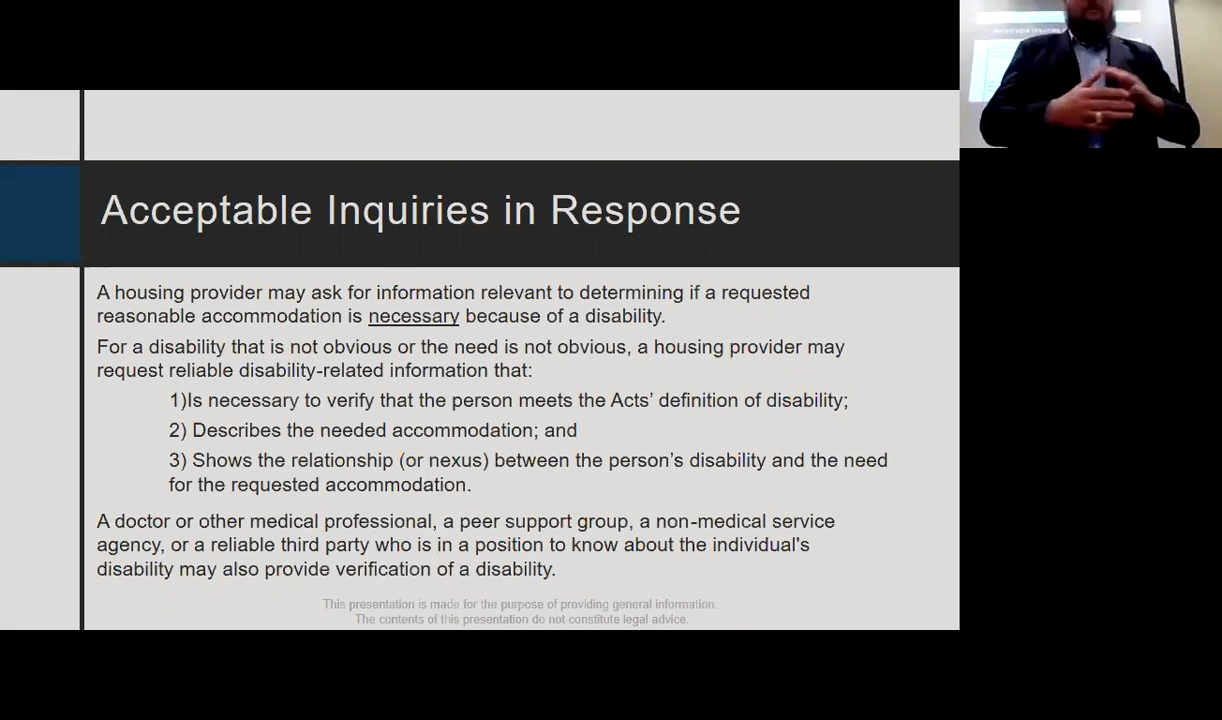 Acceptable Inquiries in Response
A housing provider may ask for information relevant to determining if a requested
reasonable accommodation is necessary because of a disability.
For a disability that is not obvious or the need is not obvious, a housing provider may
request reliable disability-related information that:
1)Is necessary to verify that the person meets the Acts' definition of disability;
2) Describes the needed accommodation; and
3) Shows the relationship (or nexus) between the person's disability and the need
for the requested accommodation.
A doctor or other medical professional, a peer support group, a non-medical service
agency, or a reliable third party who is in a position to know about the individual's
disability may also provide verification of a disability.
This presentation is made for the purpose of providing general information.
The contents of this presentation do not constitute legal advice.
Acceptable Inquiries